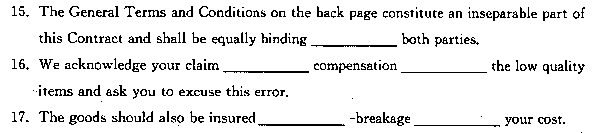 15. The General Terms and Conditions on the back page constitute an inseparable part of
this Contract and shall be equally binding __________ both parties.
16. We acknowledge your claim __________ compensation __________ the low quality
items and ask you to excuse this error.
17. The goods should also be insured __________ -breakage __________ your cost.